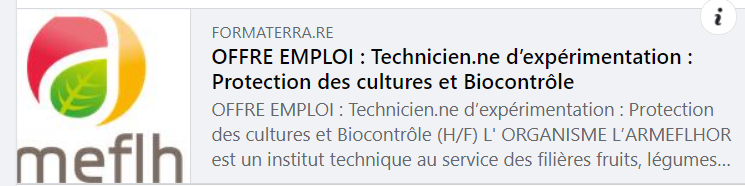 FORMATERRA.RE
OFFRE EMPLOI : Technicien.ne d’expérimentation :
Protection des cultures et Biocontrôle
OFFRE EMPLOI : Technicien.ne d’expérimentation : Protection
des cultures et Biocontrôle (H/F) L' ORGANISME L’ARMEFLHOR
est un institut technique au service des filières fruits, légumes...
meflh